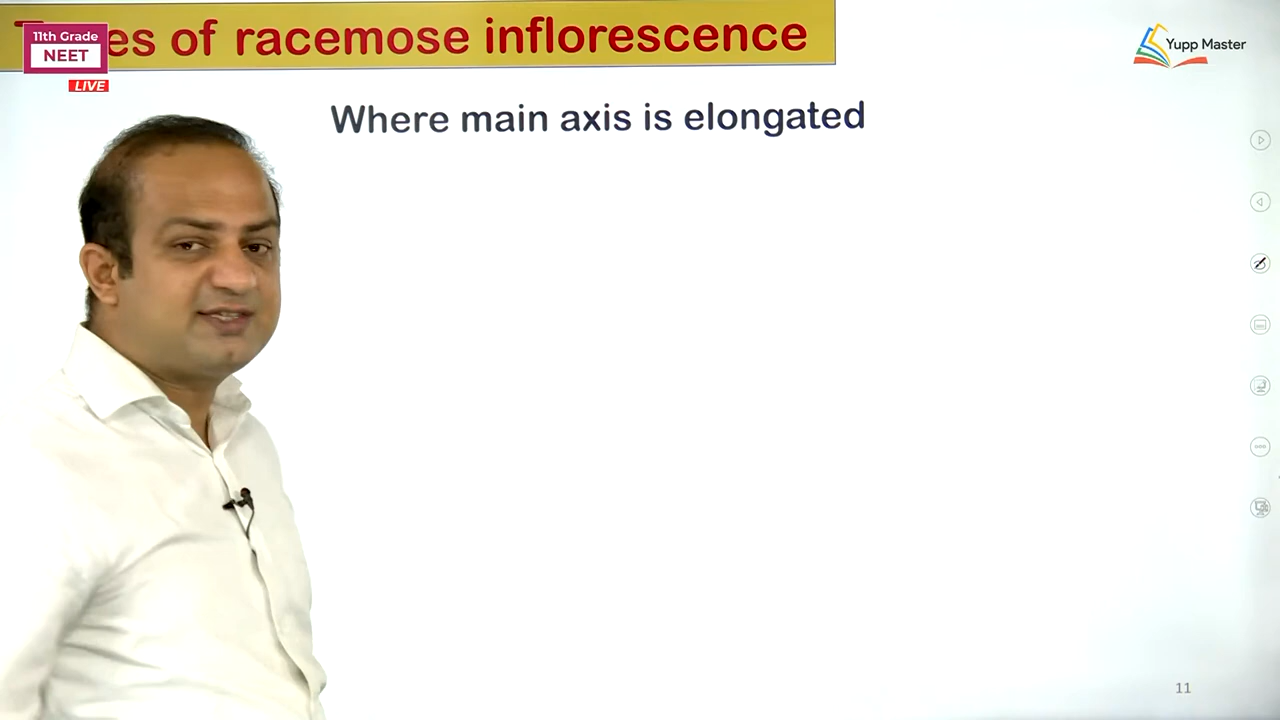 es of racemose inflorescence
11th Grade
NEET
LIVE
Yupp Master
Where main axis is elongated
11